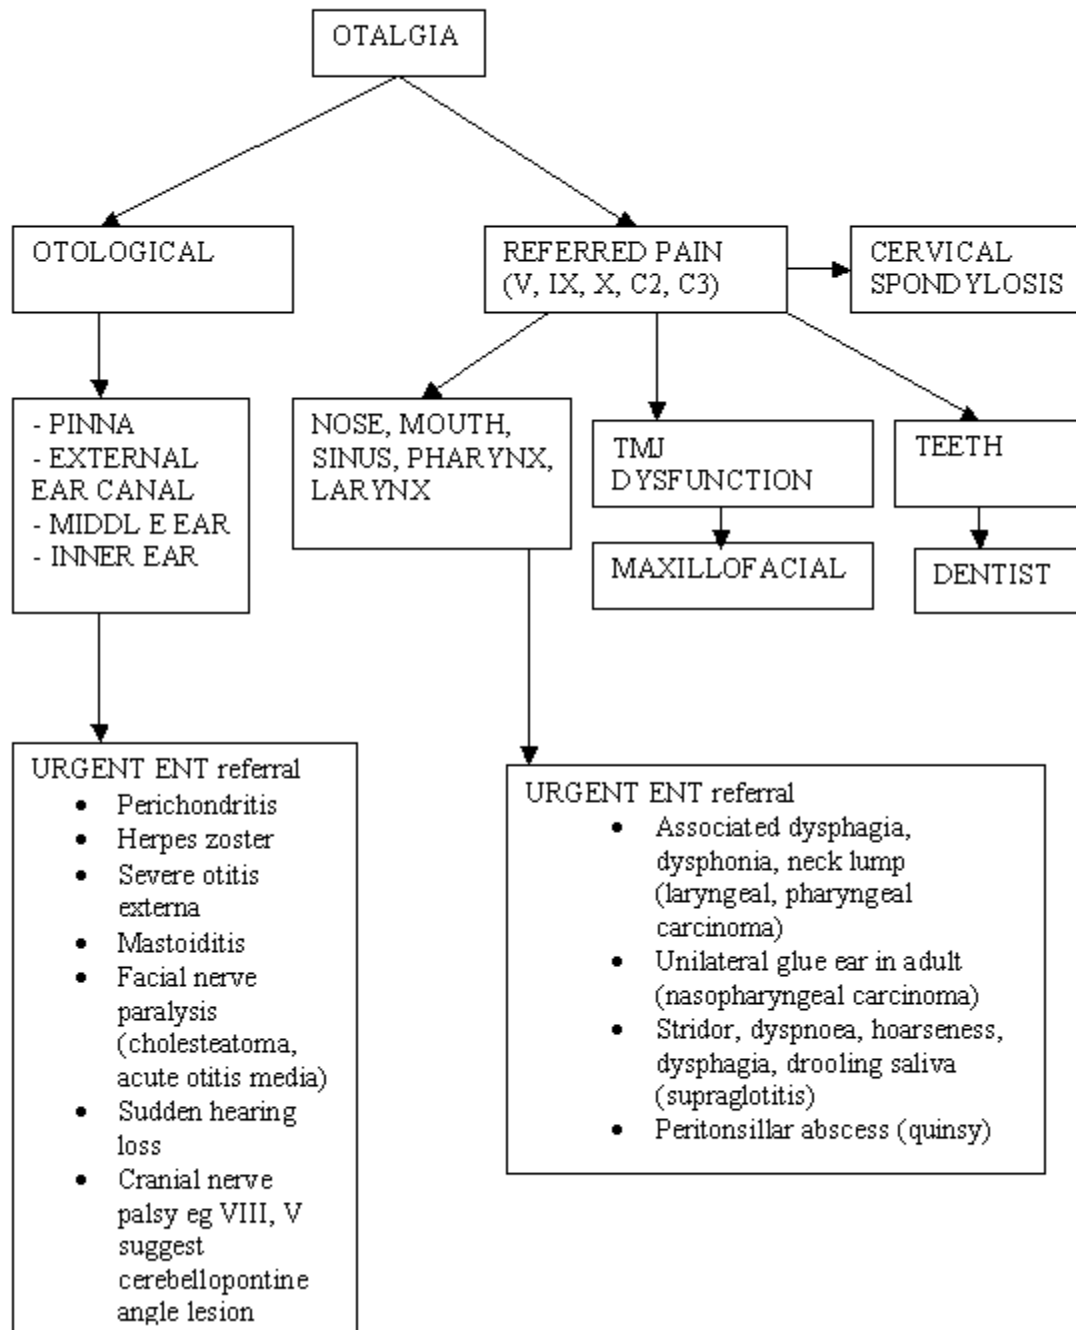 OTALGIA
OTOLOGICAL
REFERRED PAIN
(V, IX, X, C2, C3)
CERVICAL
SPONDYLOSIS
- PINNA
- EXTERNAL
EAR CANAL
- MIDDL E EAR
- INNER EAR
NOSE, MOUTH,
SINUS, PHARYNX,
LARYNX
TMJ
DYSFUNCTION
TEETH
MAXILLOFACIAL
DENTIST
URGENT ENT referral
• Perichondritis
• Herpes zoster
• Severe otitis
externa
• Mastoiditis
• Facial nerve
paralysis
(cholesteatoma,
acute otitis media)
• Sudden hearing
loss
• Cranial nerve
palsy eg VIII, V
suggest
cerebellopontine
angle lesion
URGENT ENT referral
• Associated dysphagia,
dysphonia, neck lump
(laryngeal, pharyngeal
carcinoma)
• Unilateral glue ear in adult
(nasopharyngeal carcinoma)
• Stridor, dyspnoea, hoarseness,
dysphagia, drooling saliva
(supraglotitis)
• Peritonsillar abscess (quinsy)